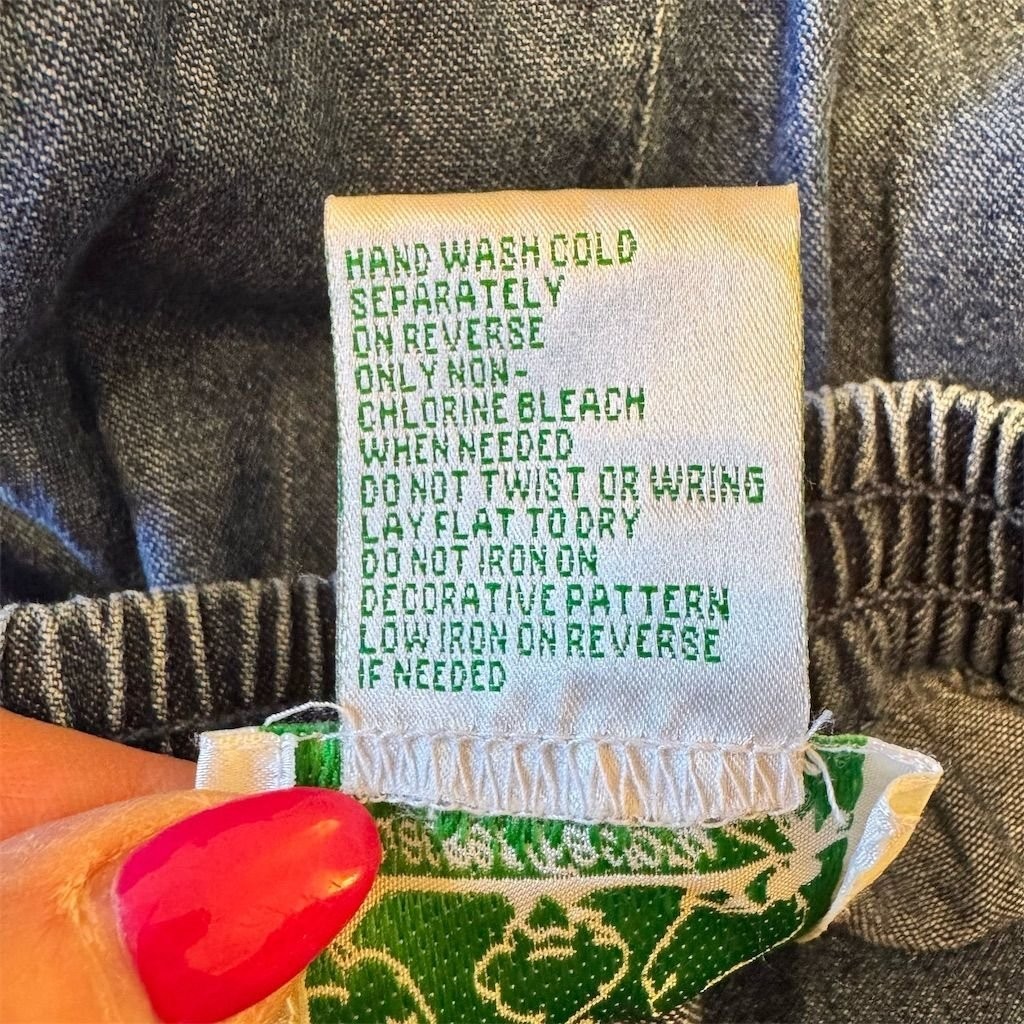 HAND WASH COLD
SEPARATELY
ON REVERSE
ONLY NON-
CHLORINE BLEACH
WHEN NEEDED
DO NOT TWIST OR WRING
LAY FLAT TO DRY
DO NOT IRON ON
DECORATIVE PATTERN
LOW IRON ON REVERSE
IF NEEDED